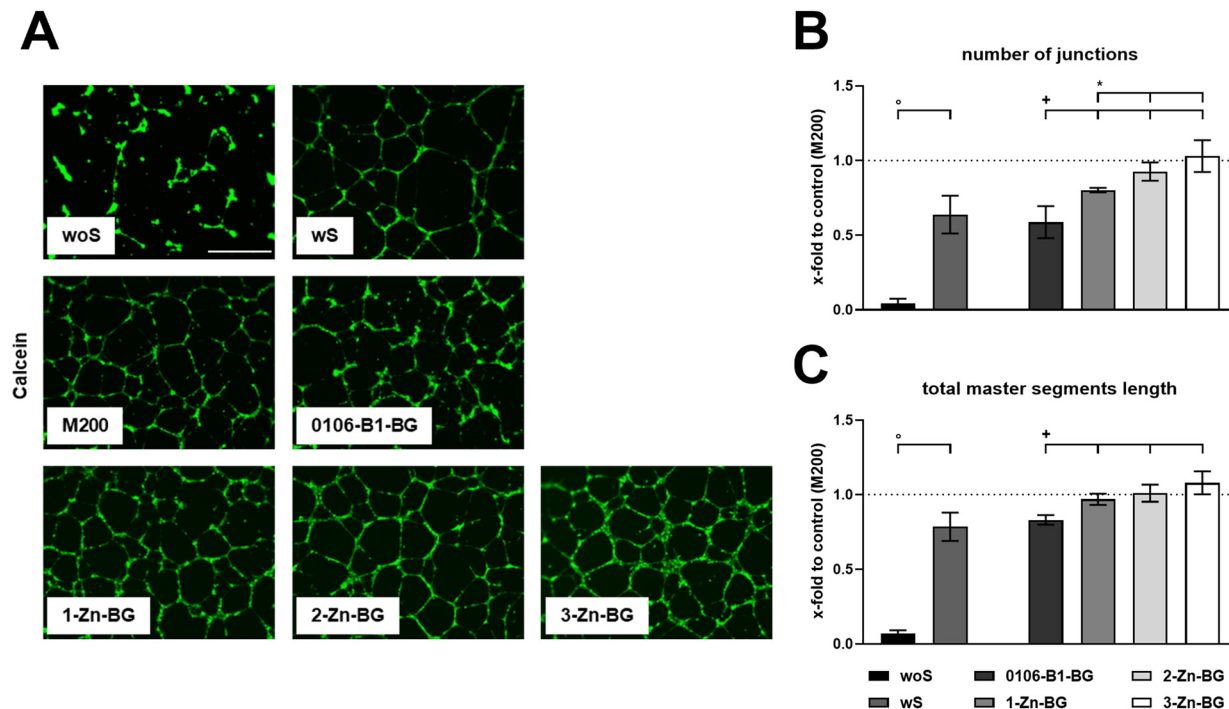 A
Calcein
woS
wS
M200
0106-B1-BG
1-Zn-BG
2-Zn-BG
3-Zn-BG
B
number of junctions
x-fold to control (M200)
1.5
1.0
0.5
0.0
°
+
*
C
total master segments length
x-fold to control (M200)
1.5
1.0
0.5
0.0
°
+
woS 0106-B1-BG 2-Zn-BG
wS 1-Zn-BG 3-Zn-BG